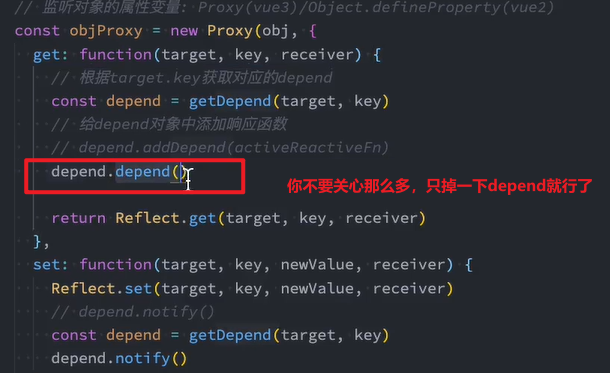 // 监听对象的属性变量: Proxy(vue3)/Object.defineProperty(vue2)
const objProxy = new Proxy(obj, {
get: function(target, key, receiver) {
// 根据target.key获取对应的depend
const depend = getDepend(target, key)
// 给depend对象中添加响应函数
// depend.addDepend(activeReactiveFn)
depend.depend()
你不要关心那么多，只掉一下depend就行了
return Reflect.get(target, key, receiver)
},
set: function(target, key, newValue, receiver) {
Reflect.set(target, key, newValue, receiver)
// depend.notify()
const depend = getDepend(target, key)
depend.notify()